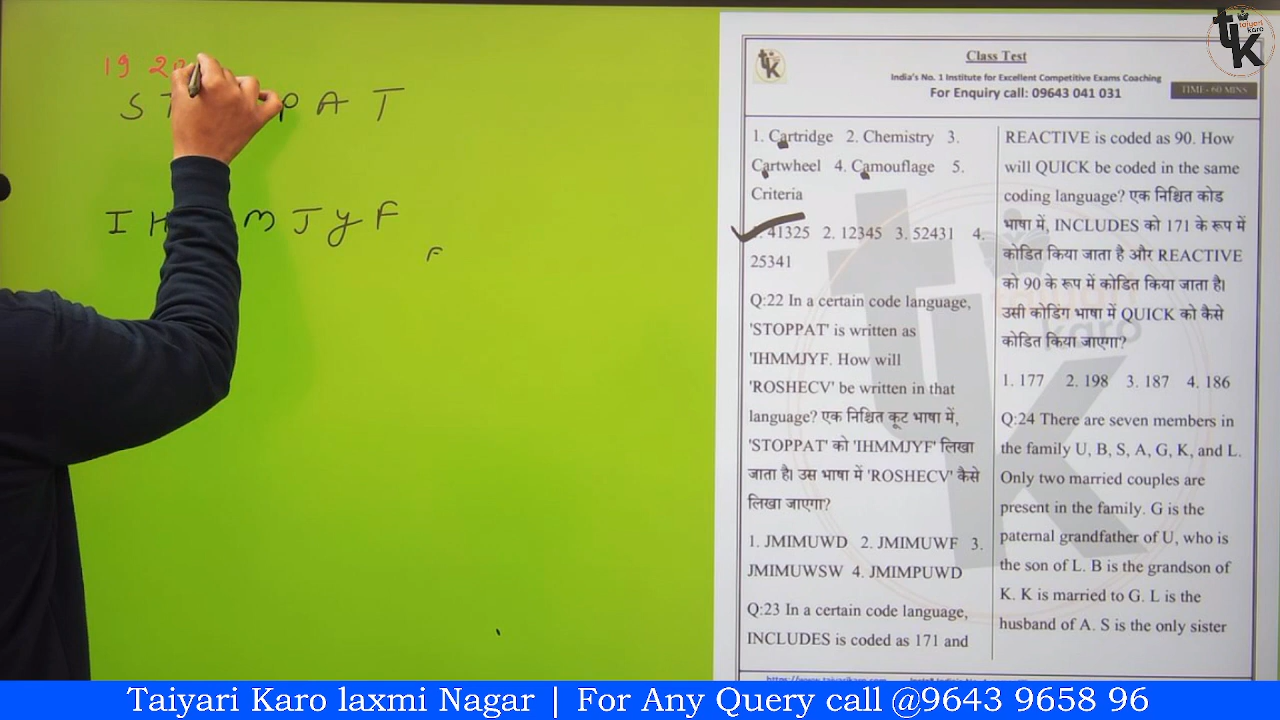 19 20
S T P A T
I H M J Y F
F
tk
taiyari karo
tk
Class Test
India's No. 1 Institute for Excellent Competitive Exams Coaching
For Enquiry call: 09643 041 031
TIME- 60 MINS
1. Cartridge 2. Chemistry 3.
Cartwheel 4. Camouflage 5.
Criteria
1. 41325 2. 12345 3. 52431 4.
25341
Q:22 In a certain code language,
'STOPPAT' is written as
'IHMMJYF. How will
'ROSHECV' be written in that
language? एक निश्चित कूट भाषा में,
'STOPPAT' को 'IHMMJYF' लिखा
जाता है। उस भाषा में 'ROSHECV' कैसे
लिखा जाएगा?
1. JMIMUWD 2. JMIMUWF 3.
JMIMUWSW 4. JMIMPUWD
Q:23 In a certain code language,
INCLUDES is coded as 171 and
REACTIVE is coded as 90. How
will QUICK be coded in the same
coding language? एक निश्चित कोड
भाषा में, INCLUDES को 171 के रूप में
कोडित किया जाता है और REACTIVE
को 90 के रूप में कोडित किया जाता है।
उसी कोडिंग भाषा में QUICK को कैसे
कोडित किया जाएगा?
1. 177 2. 198 3. 187 4. 186
Q:24 There are seven members in
the family U, B, S, A, G, K, and L.
Only two married couples are
present in the family. G is the
paternal grandfather of U, who is
the son of L. B is the grandson of
K. K is married to G. L is the
husband of A. S is the only sister
Taiyari Karo laxmi Nagar | For Any Query call @9643 9658 96